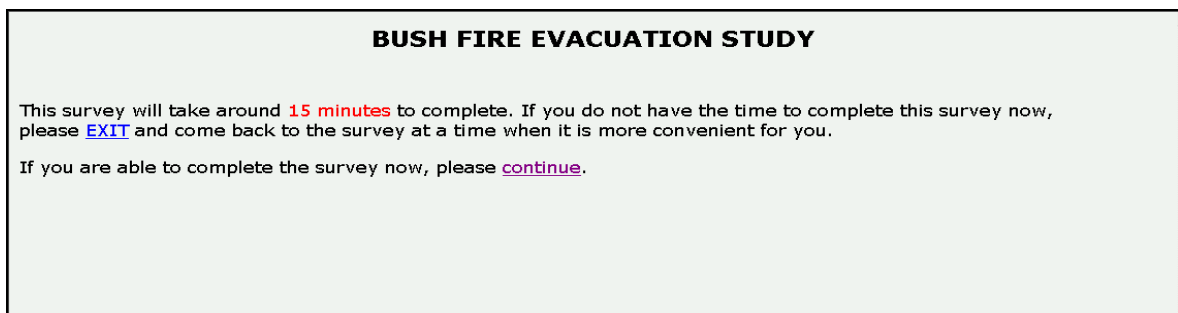 BUSH FIRE EVACUATION STUDY
This survey will take around 15 minutes to complete. If you do not have the time to complete this survey now,
please EXIT and come back to the survey at a time when it is more convenient for you.
If you are able to complete the survey now, please continue.